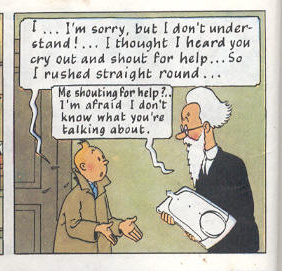 I... I'm sorry, but I don't under-
stand!... I thought I heard you
cry out and shout for help... So
I rushed straight round...
Me shouting for help?..
I'm afraid I don't
know what you're
talking about.